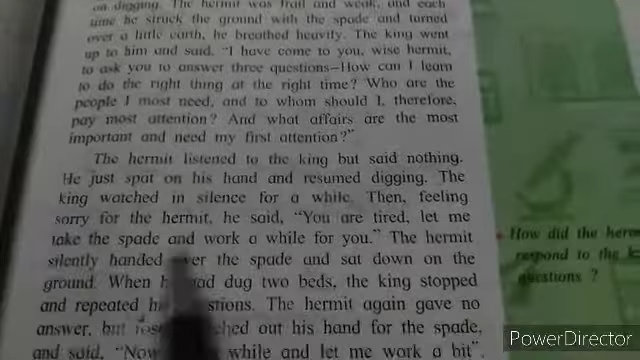 on digging. The hermit was frail and weak, and each
time he struck the ground with the spade and turned
over a little earth, he breathed heavily. The king went
up to him and said, "I have come to you, wise hermit,
to ask you to answer three questions—How can I learn
to do the right thing at the right time? Who are the
people I most need, and to whom should I, therefore,
pay most attention? And what affairs are the most
important and need my first attention?"
The hermit listened to the king but said nothing.
He just spat on his hand and resumed digging. The
king watched in silence for a while. Then, feeling
sorry for the hermit, he said, "You are tired, let me
take the spade and work a while for you." The hermit
silently handed over the spade and sat down on the
ground. When had dug two beds, the king stopped
and repeated stions. The hermit again gave no
answer, but rose ched out his hand for the spade,
and said, "Now while and let me work a bit"
How did the herm
respond to the k
questions ?
PowerDirector